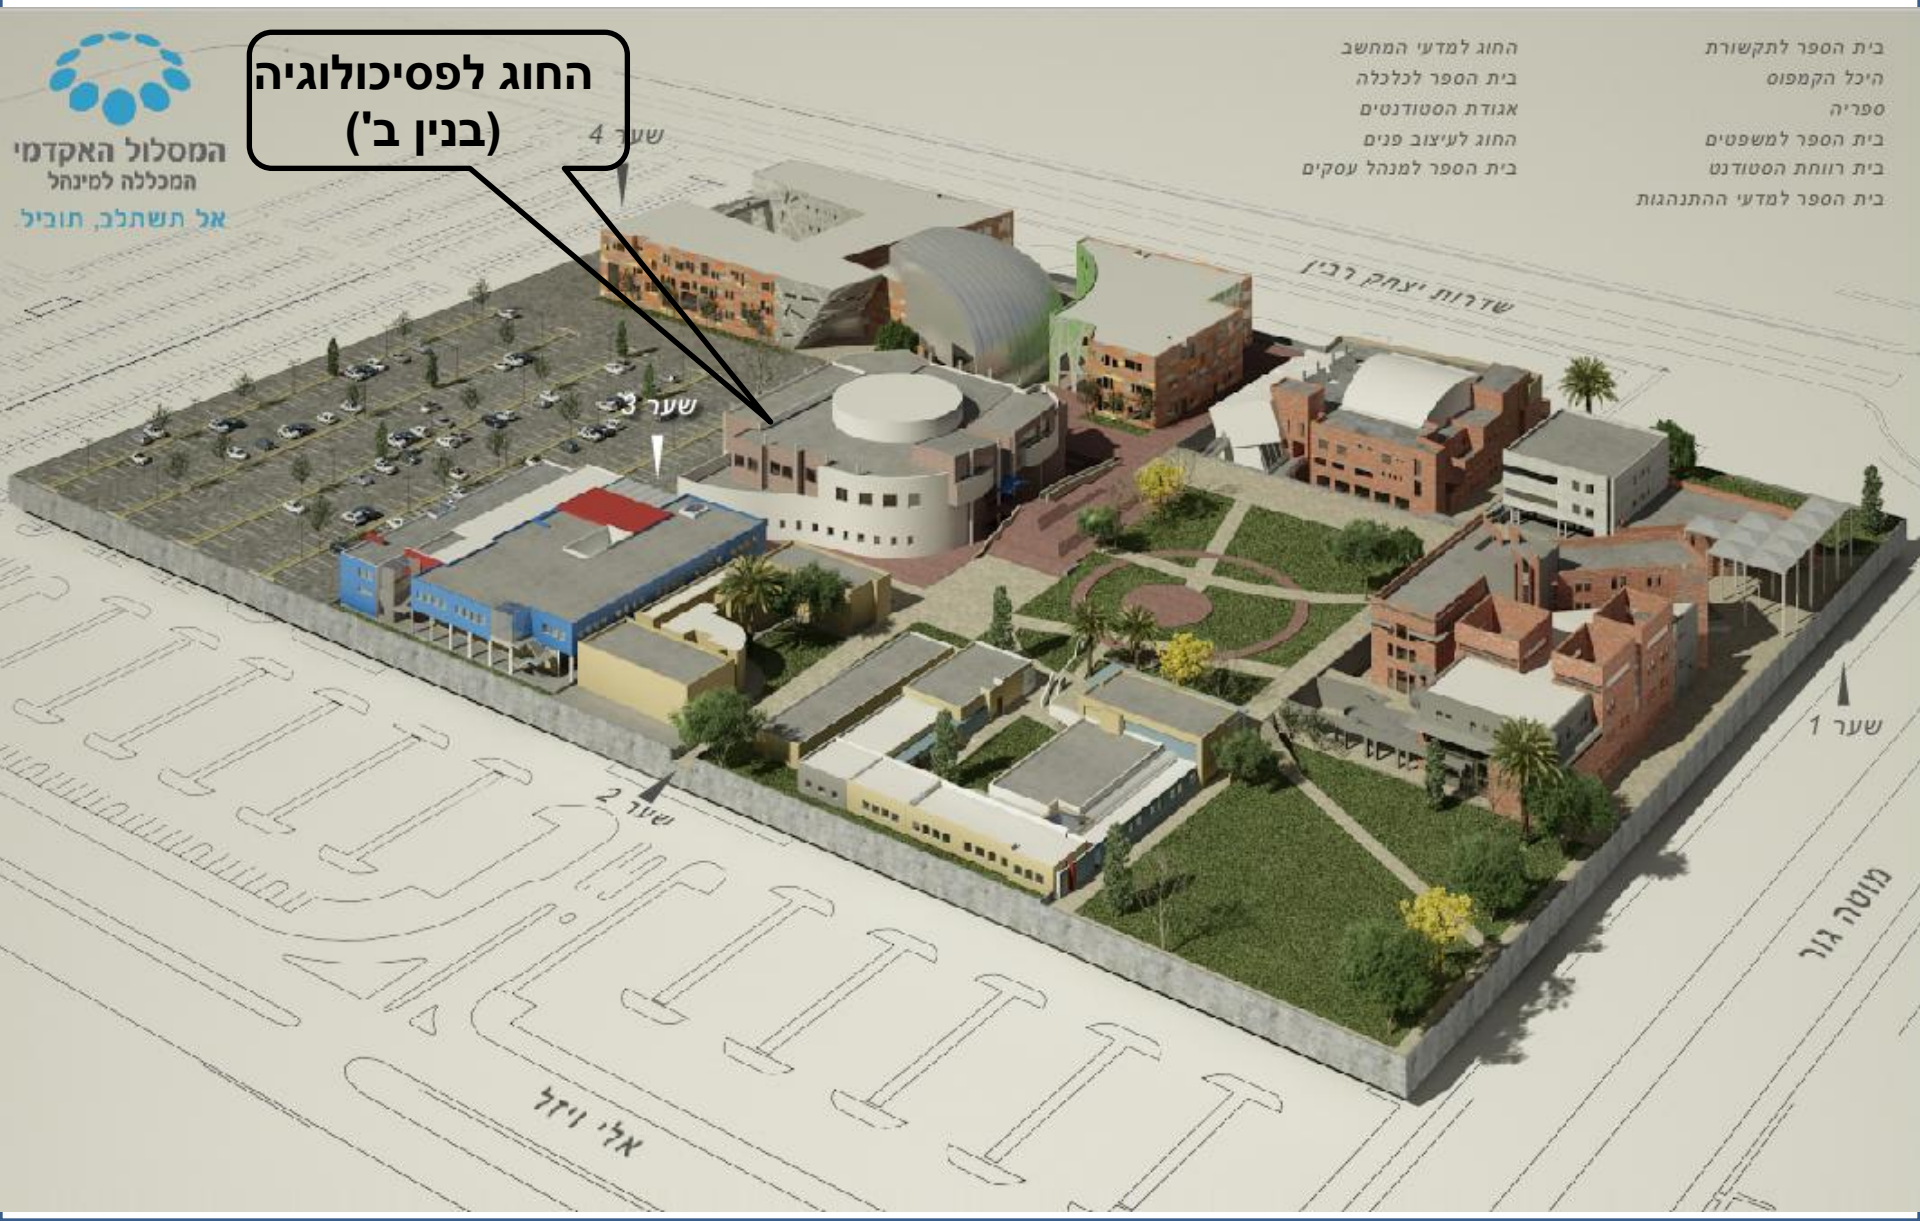 המסלול האקדמי
המכללה למינהל
אל תשתלב, תוביל
החוג לפסיכולוגיה
(בנין ב')
בית הספר לתקשורת
היכל הקמפוס
ספריה
בית הספר למשפטים
בית רווחת הסטודנט
בית הספר למדעי ההתנהגות
החוג למדעי המחשב
בית הספר לכלכלה
אגודת הסטודנטים
החוג לעיצוב פנים
בית הספר למנהל עסקים
שער 4
שדרות יצחק רבין
שער 3
שער 1
שער 2
מוטה גור
אלי ויזל